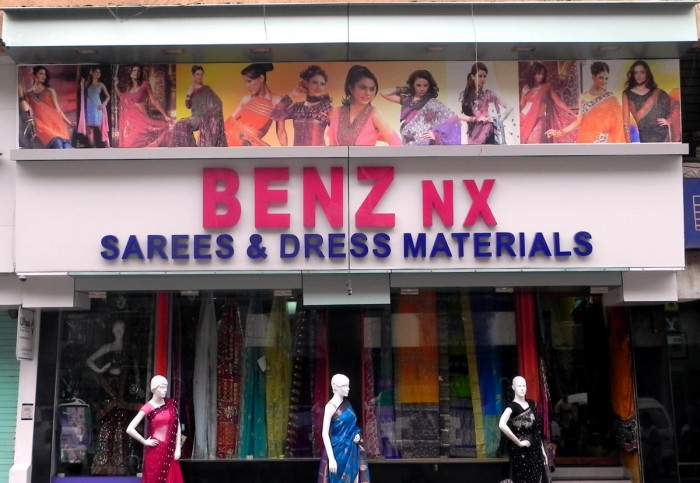 BENZ NX
SAREES & DRESS MATERIALS